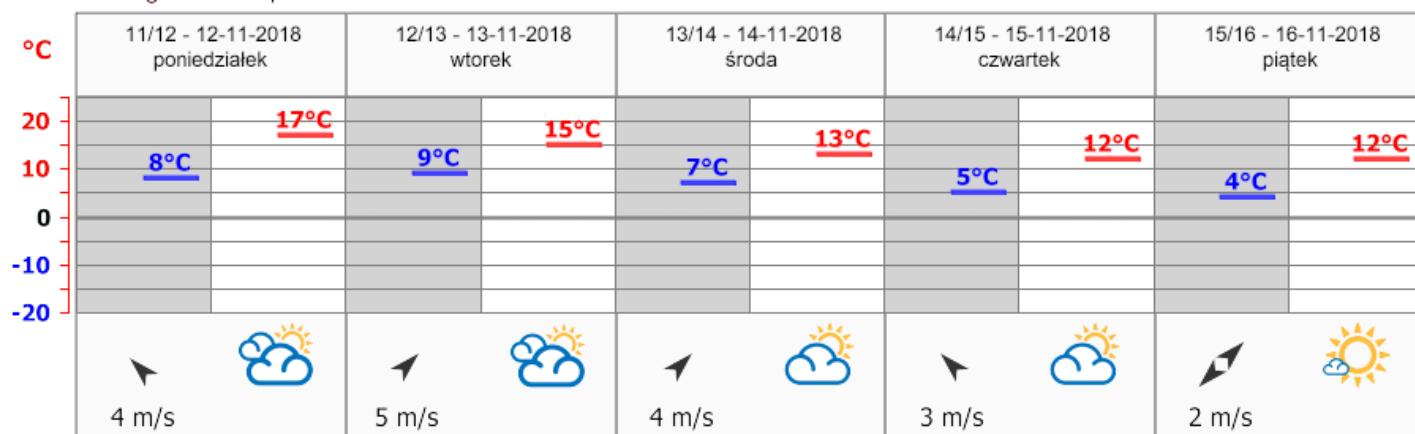 °C
11/12 - 12-11-2018
poniedziałek
12/13 - 13-11-2018
wtorek
13/14 - 14-11-2018
środa
14/15 - 15-11-2018
czwartek
15/16 - 16-11-2018
piątek
20
10
0
-10
-20
8°C
17°C
9°C
15°C
7°C
13°C
5°C
12°C
4°C
12°C
4 m/s
5 m/s
4 m/s
3 m/s
2 m/s